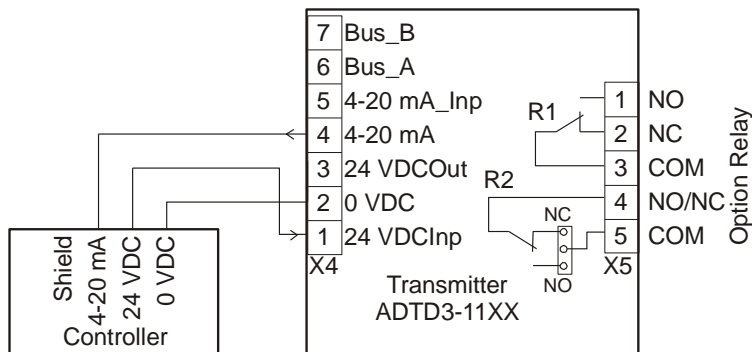 7 Bus_B
6 Bus_A
5 4-20 mA_Inp
4 4-20 mA
3 24 VDCOut
2 0 VDC
1 24 VDCInp
X4
R1
R2
NC
NO
1 NO
2 NC
3 COM
4 NO/NC
5 COM
X5
Option Relay
Transmitter
ADTD3-11XX
Shield
4-20 mA
24 VDC
0 VDC
Controller